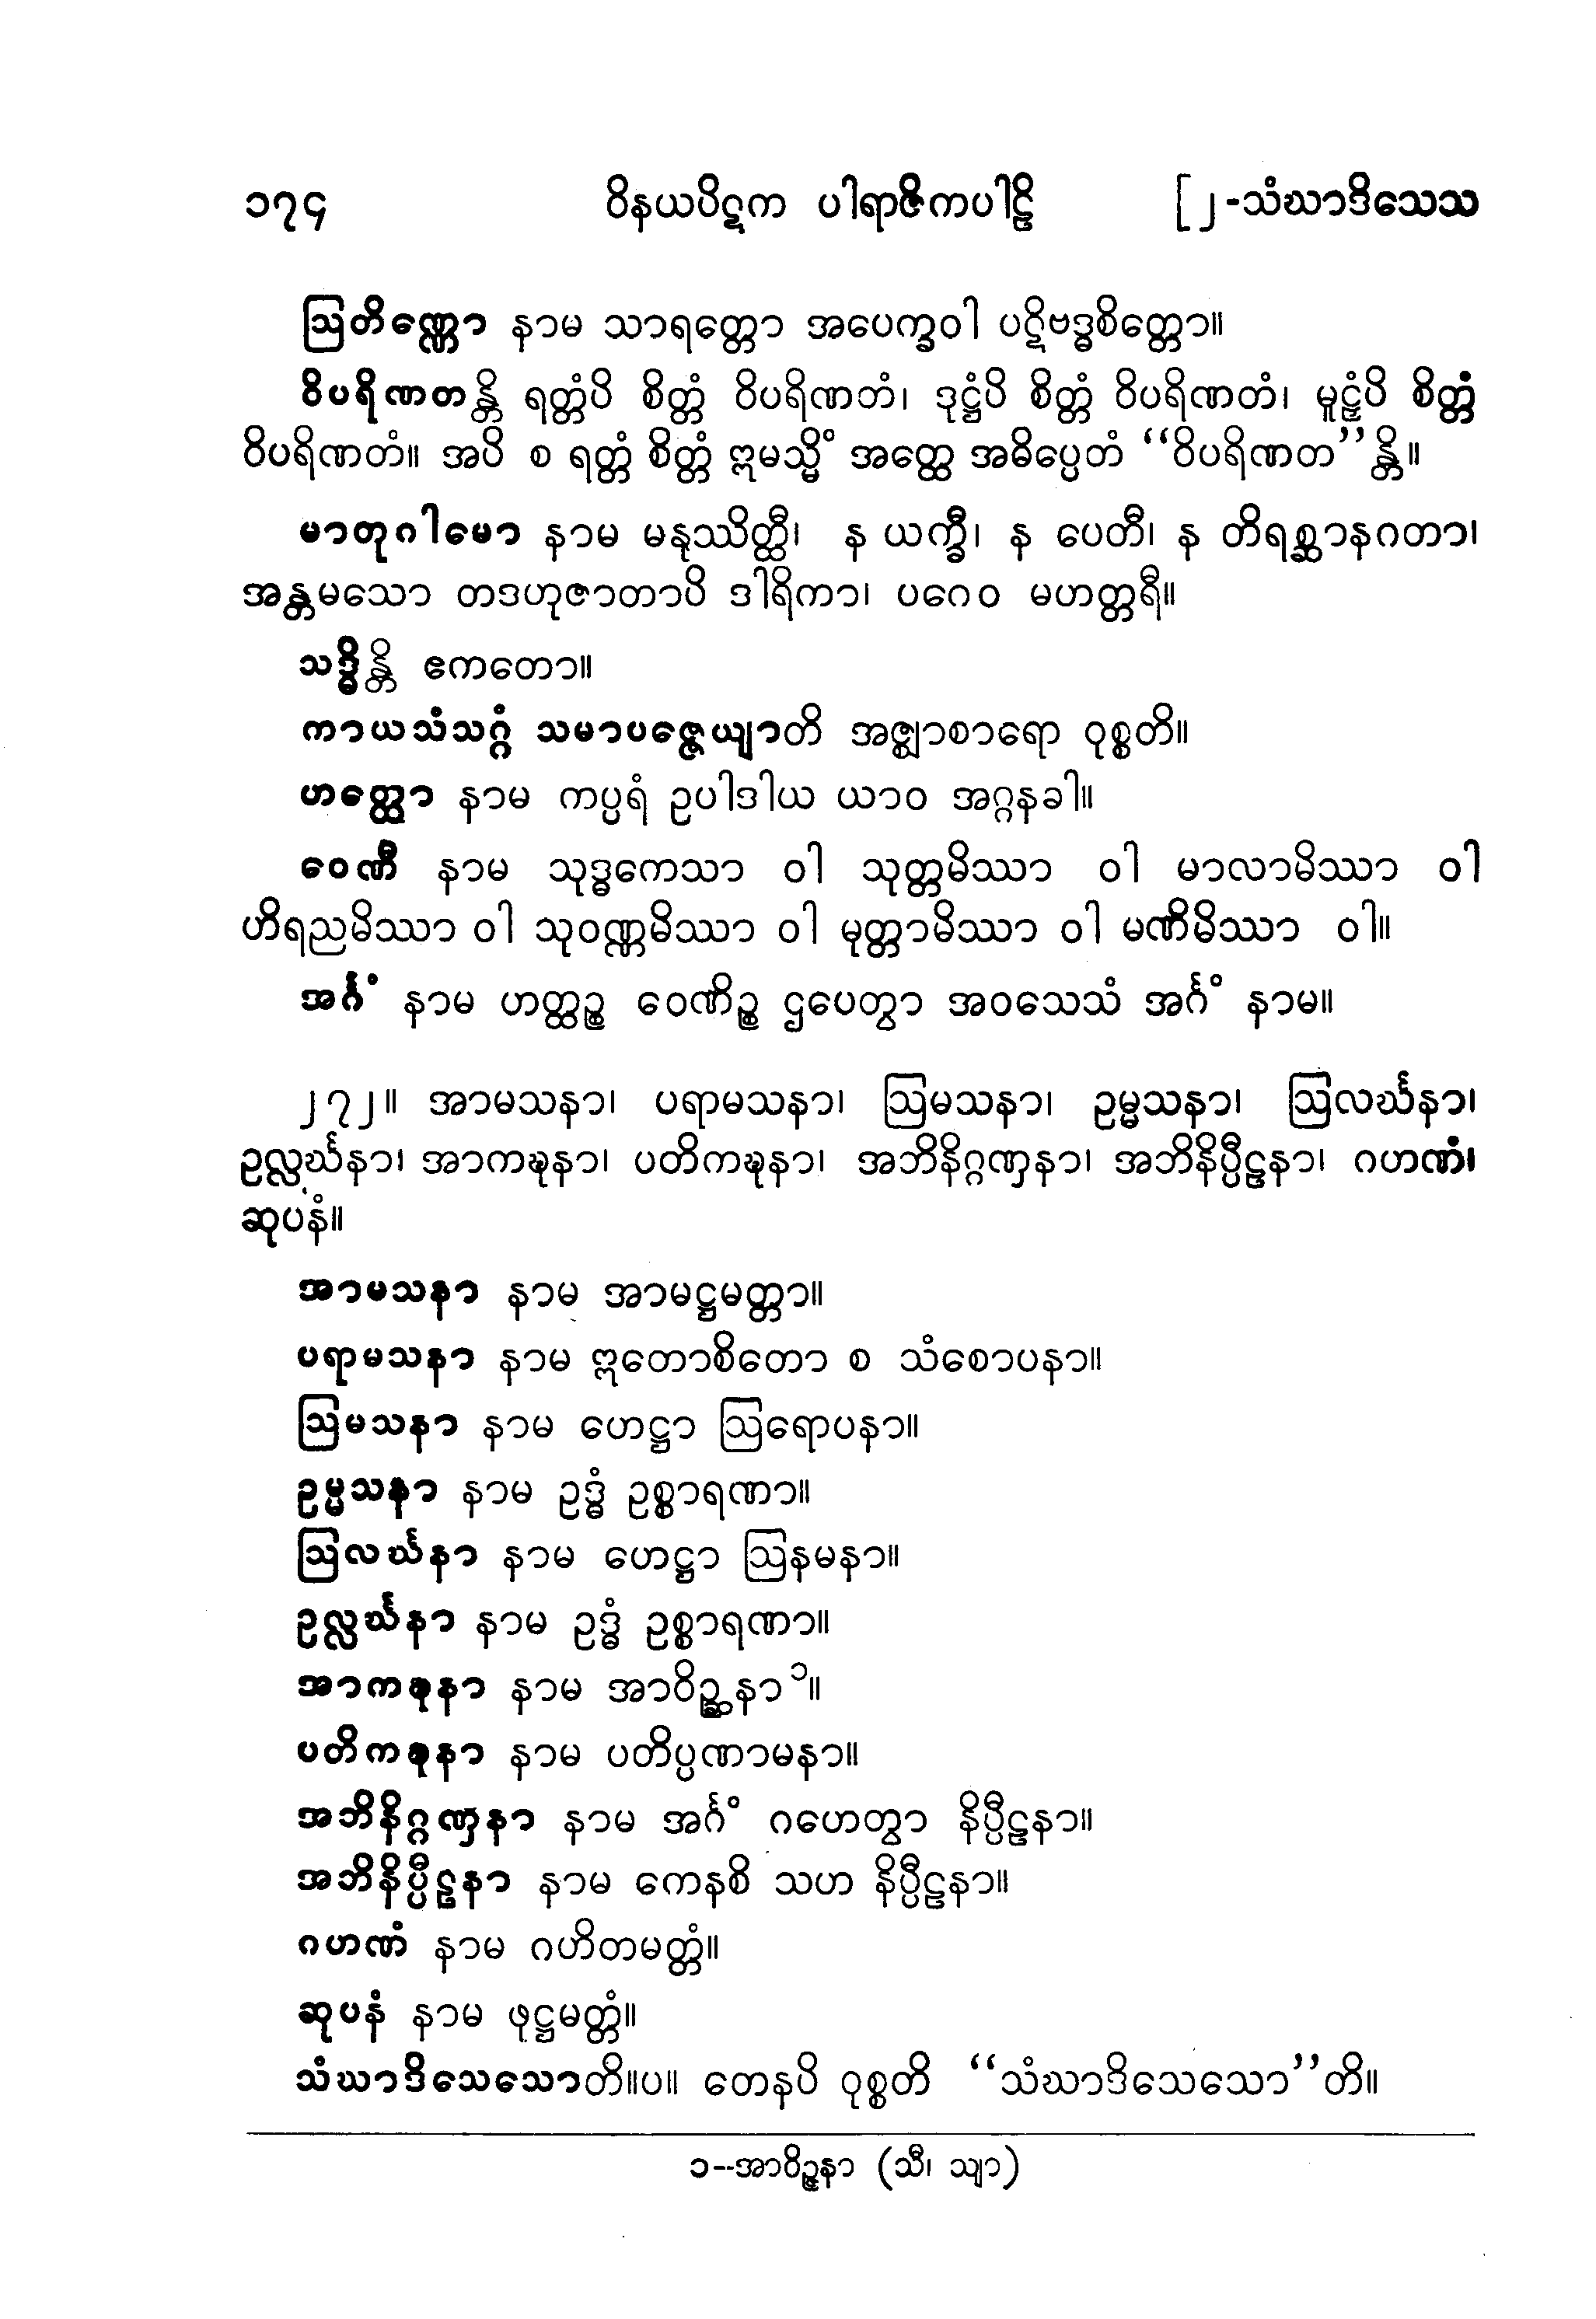 ၁၇၄ ဝိနယပိဋက ပါရာဇိကပါဠိ [၂-သံဃာဒိသေသ
ဩတိဏ္ဏော နာမ သာရတ္တော အပေက္ခဝါ ပဋိဗဒ္ဓစိတ္တော။
ဝိပရိဏတန္တိ ရတ္တံပိ စိတ္တံ ဝိပရိဏတံ၊ ဒုဋ္ဌံပိ စိတ္တံ ဝိပရိဏတံ၊ မူဠှံပိ စိတ္တံ
ဝိပရိဏတံ။ အပိ စ ရတ္တံ စိတ္တံ ဣမသ္မိံ အတ္ထေ အဓိပ္ပေတံ “ဝိပရိဏတ”န္တိ။
မာတုဂါမော နာမ မနုဿိတ္ထီ၊ န ယက္ခီ၊ န ပေတီ၊ န တိရစ္ဆာနဂတာ၊
အန္တမသော တဒဟုဇာတာပိ ဒါရိကာ၊ ပဂေဝ မဟတ္တရီ။
သဒ္ဓိန္တိ ဧကတော။
ကာယသံသဂ္ဂံ သမာပဇ္ဇေယျာတိ အဇ္ဈာစာရော ဝုစ္စတိ။
ဟတ္ထော နာမ ကပ္ပရံ ဥပါဒါယ ယာဝ အဂ္ဂနခါ။
ဝေဏီ နာမ သုဒ္ဓကေသာ ဝါ သုတ္တမိဿာ ဝါ မာလာမိဿာ ဝါ
ဟိရညမိဿာ ဝါ သုဝဏ္ဏမိဿာ ဝါ မုတ္တာမိဿာ ဝါ မဏိမိဿာ ဝါ။
အင်္ဂံ နာမ ဟတ္ထဉ္စ ဝေဏိဉ္စ ဌပေတွာ အဝသေသံ အင်္ဂံ နာမ။
၂၇၂။ အာမသနာ၊ ပရာမသနာ၊ ဩမသနာ၊ ဥမ္မသနာ၊ ဩလင်္ဃနာ၊
ဥလ္လင်္ဃနာ၊ အာကဍ္ဎနာ၊ ပတိကဍ္ဎနာ၊ အဘိနိဂ္ဂဏှနာ၊ အဘိနိပ္ပီဠနာ၊ ဂဟဏံ၊
ဆုပနံ။
အာမသနာ နာမ အာမဋ္ဌမတ္တာ။
ပရာမသနာ နာမ ဣတောစိတော စ သံစောပနာ။
ဩမသနာ နာမ ဟေဋ္ဌာ ဩရောပနာ။
ဥမ္မသနာ နာမ ဥဒ္ဓံ ဥစ္စာရဏာ။
ဩလင်္ဃနာ နာမ ဟေဋ္ဌာ ဩနမနာ။
ဥလ္လင်္ဃနာ နာမ ဥဒ္ဓံ ဥစ္စာရဏာ။
အာကဍ္ဎနာ နာမ အာဝိဉ္ဆနာ၁။
ပတိကဍ္ဎနာ နာမ ပတိပ္ပဏာမနာ။
အဘိနိဂ္ဂဏှနာ နာမ အင်္ဂံ ဂဟေတွာ နိပ္ပီဠနာ။
အဘိနိပ္ပီဠနာ နာမ ကေနစိ သဟ နိပ္ပီဠနာ။
ဂဟဏံ နာမ ဂဟိတမတ္တံ။
ဆုပနံ နာမ ဖုဋ္ဌမတ္တံ။
သံဃာဒိသေသောတိ။ပ။ တေနပိ ဝုစ္စတိ “သံဃာဒိသေသော”တိ။
၁--အာဝိဉ္ဇနာ (သီ၊ သျာ)